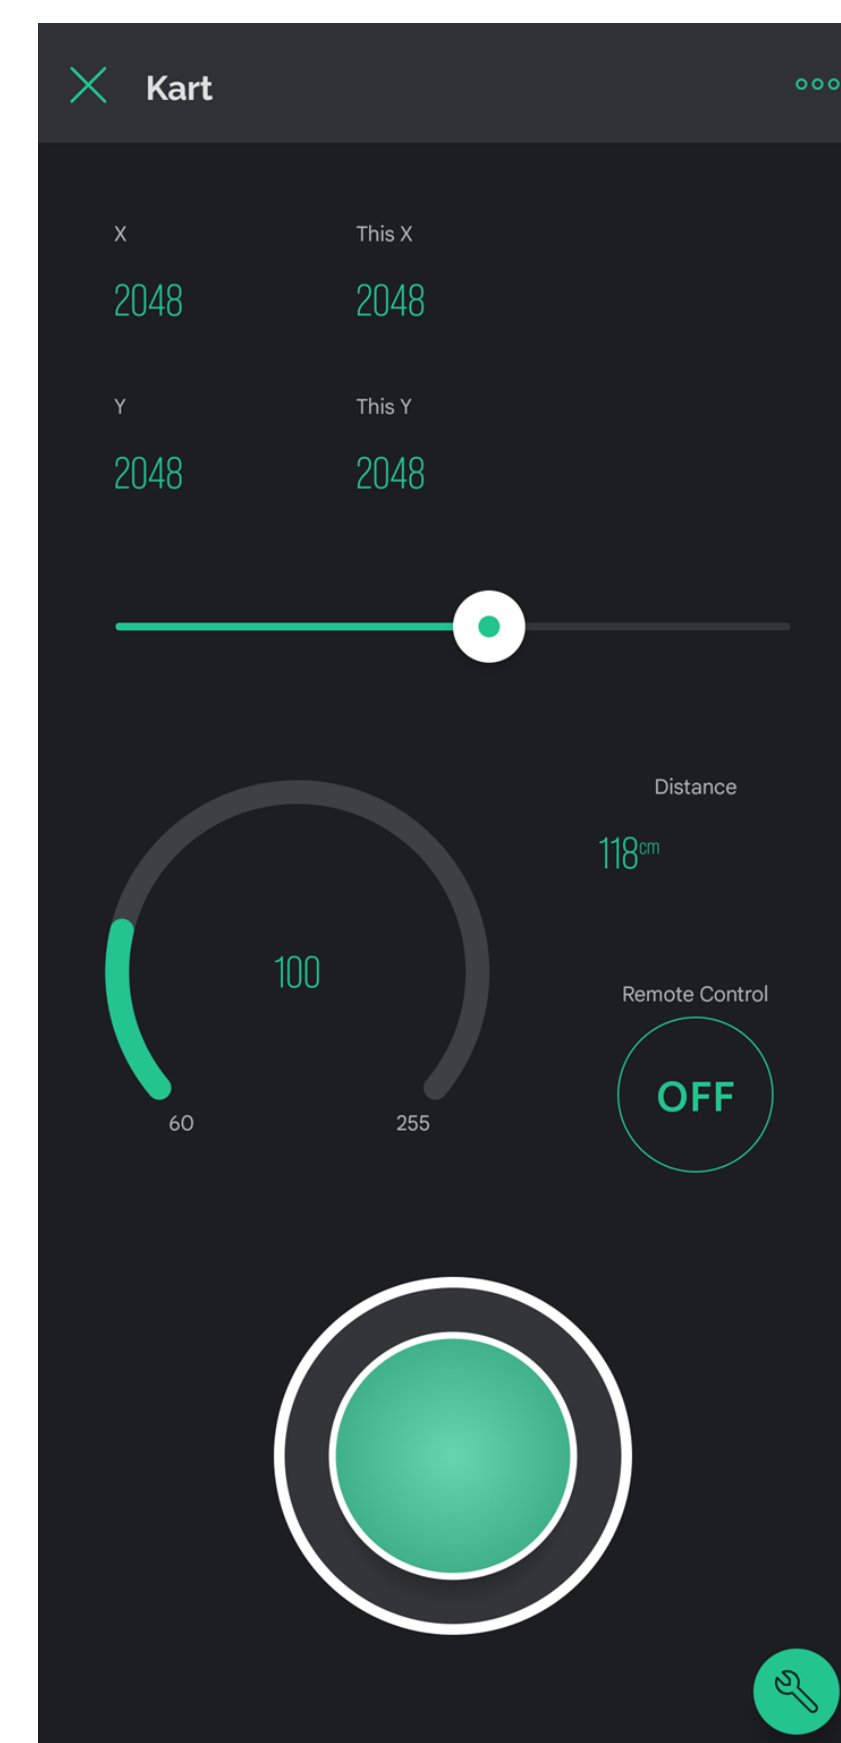 Kart
X This X
2048 2048
Y This Y
2048 2048
Distance
118cm
100
Remote Control
OFF
60 255